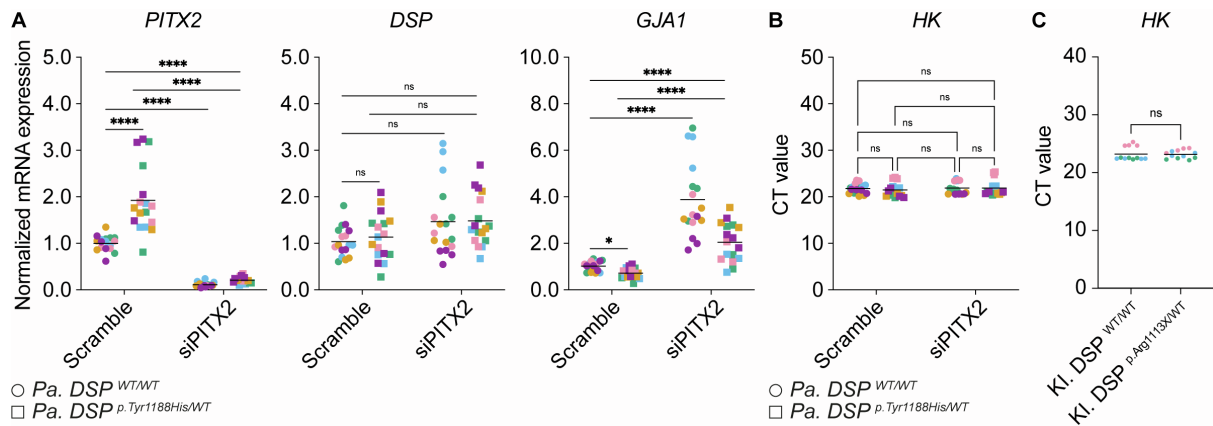 A
PITX2
DSP
GJA1
B
HK
C
HK
Normalized mRNA expression
5.0
4.0
3.0
2.0
1.0
0.0
****
****
****
****
Scramble
siPITX2
5.0
4.0
3.0
2.0
1.0
0.0
ns
ns
ns
ns
Scramble
siPITX2
10.0
8.0
6.0
4.0
2.0
0.0
****
****
****
*
Scramble
siPITX2
CT value
50
40
30
20
10
0
ns
ns
ns
ns
ns
ns
Scramble
siPITX2
CT value
40
30
20
10
0
ns
KI. DSP WT/WT
KI. DSP p.Arg1113X/WT
Pa. DSP WT/WT
Pa. DSP p.Tyr1188His/WT
Pa. DSP WT/WT
Pa. DSP p.Tyr1188His/WT